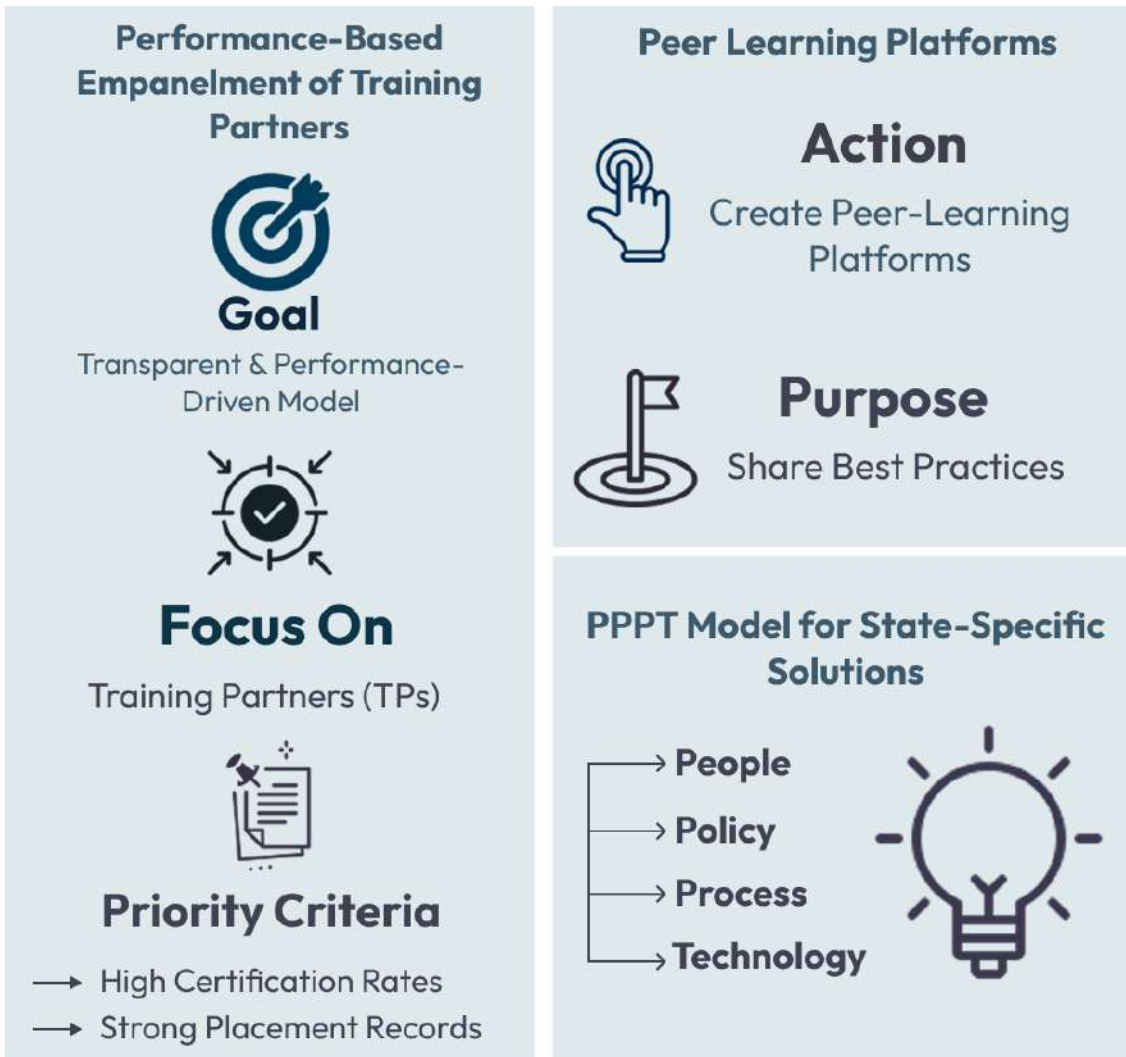 Performance-Based
Empanelment of Training
Partners
Goal
Transparent & Performance-
Driven Model
Focus On
Training Partners (TPs)
Priority Criteria
High Certification Rates
Strong Placement Records
Peer Learning Platforms
Action
Create Peer-Learning
Platforms
Purpose
Share Best Practices
PPPT Model for State-Specific
Solutions
People
Policy
Process
Technology